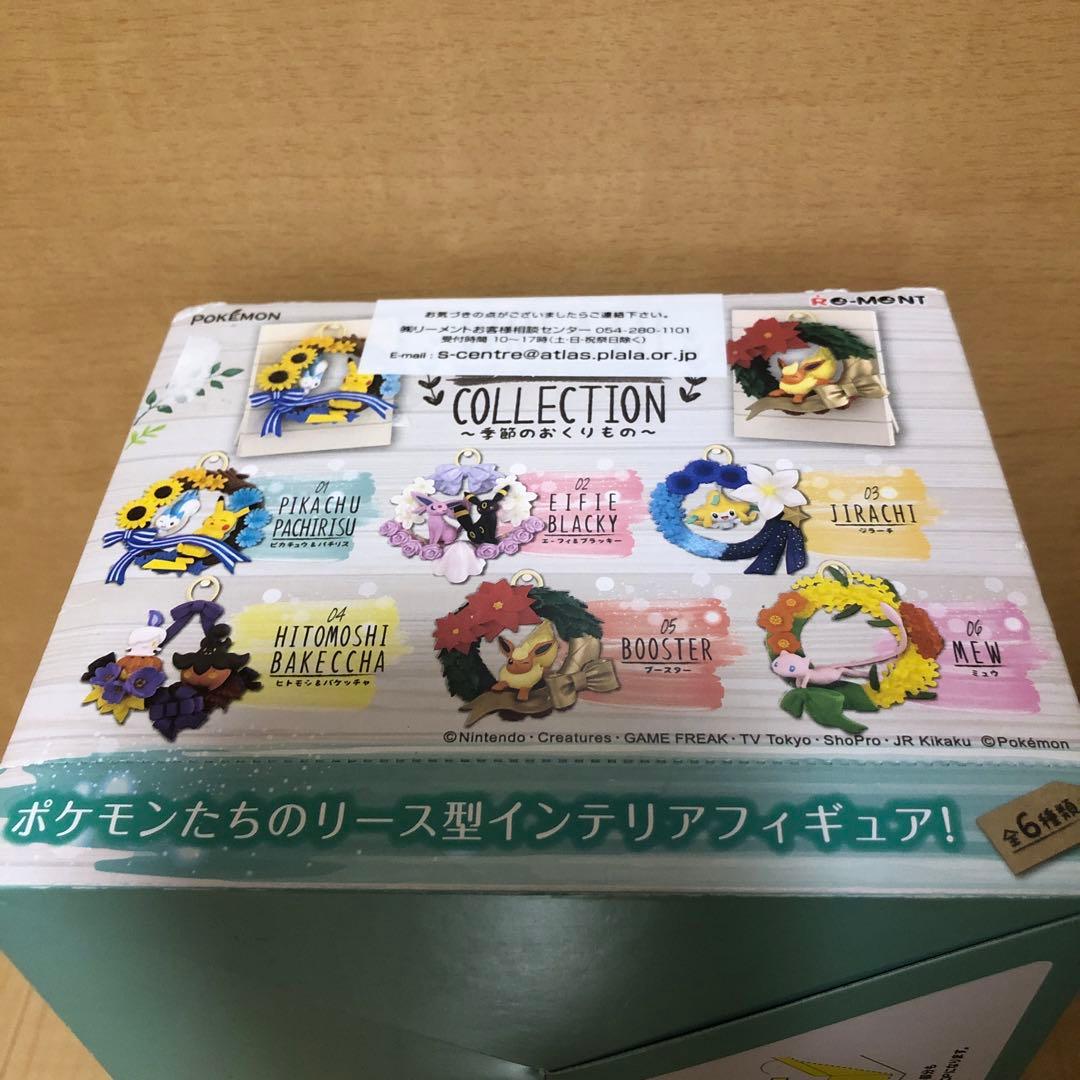 POKÉMON
RE-MENT
お気づきの点がございましたらご連絡下さい。
㈱リーメントお客様相談センター 054-280-1101
受付時間 10～17時(土・日・祝祭日除く)
E-mail : s-centre@atlas.plala.or.jp
COLLECTION
～季節のおくりもの～
01
PIKACHU
PACHIRISU
ピカチュウ&パチリス
02
EIFIE
BLACKY
エーフィ&ブラッキー
03
JIRACHI
ジラーチ
04
HITOMOSHI
BAKECCHA
ヒトモシ&バケッチャ
05
BOOSTER
ブースター
06
MEW
ミュウ
©Nintendo・Creatures・GAME FREAK・TV Tokyo・ShoPro・JR Kikaku ©Pokémon
ポケモンたちのリース型インテリアフィギュア!
全6種類